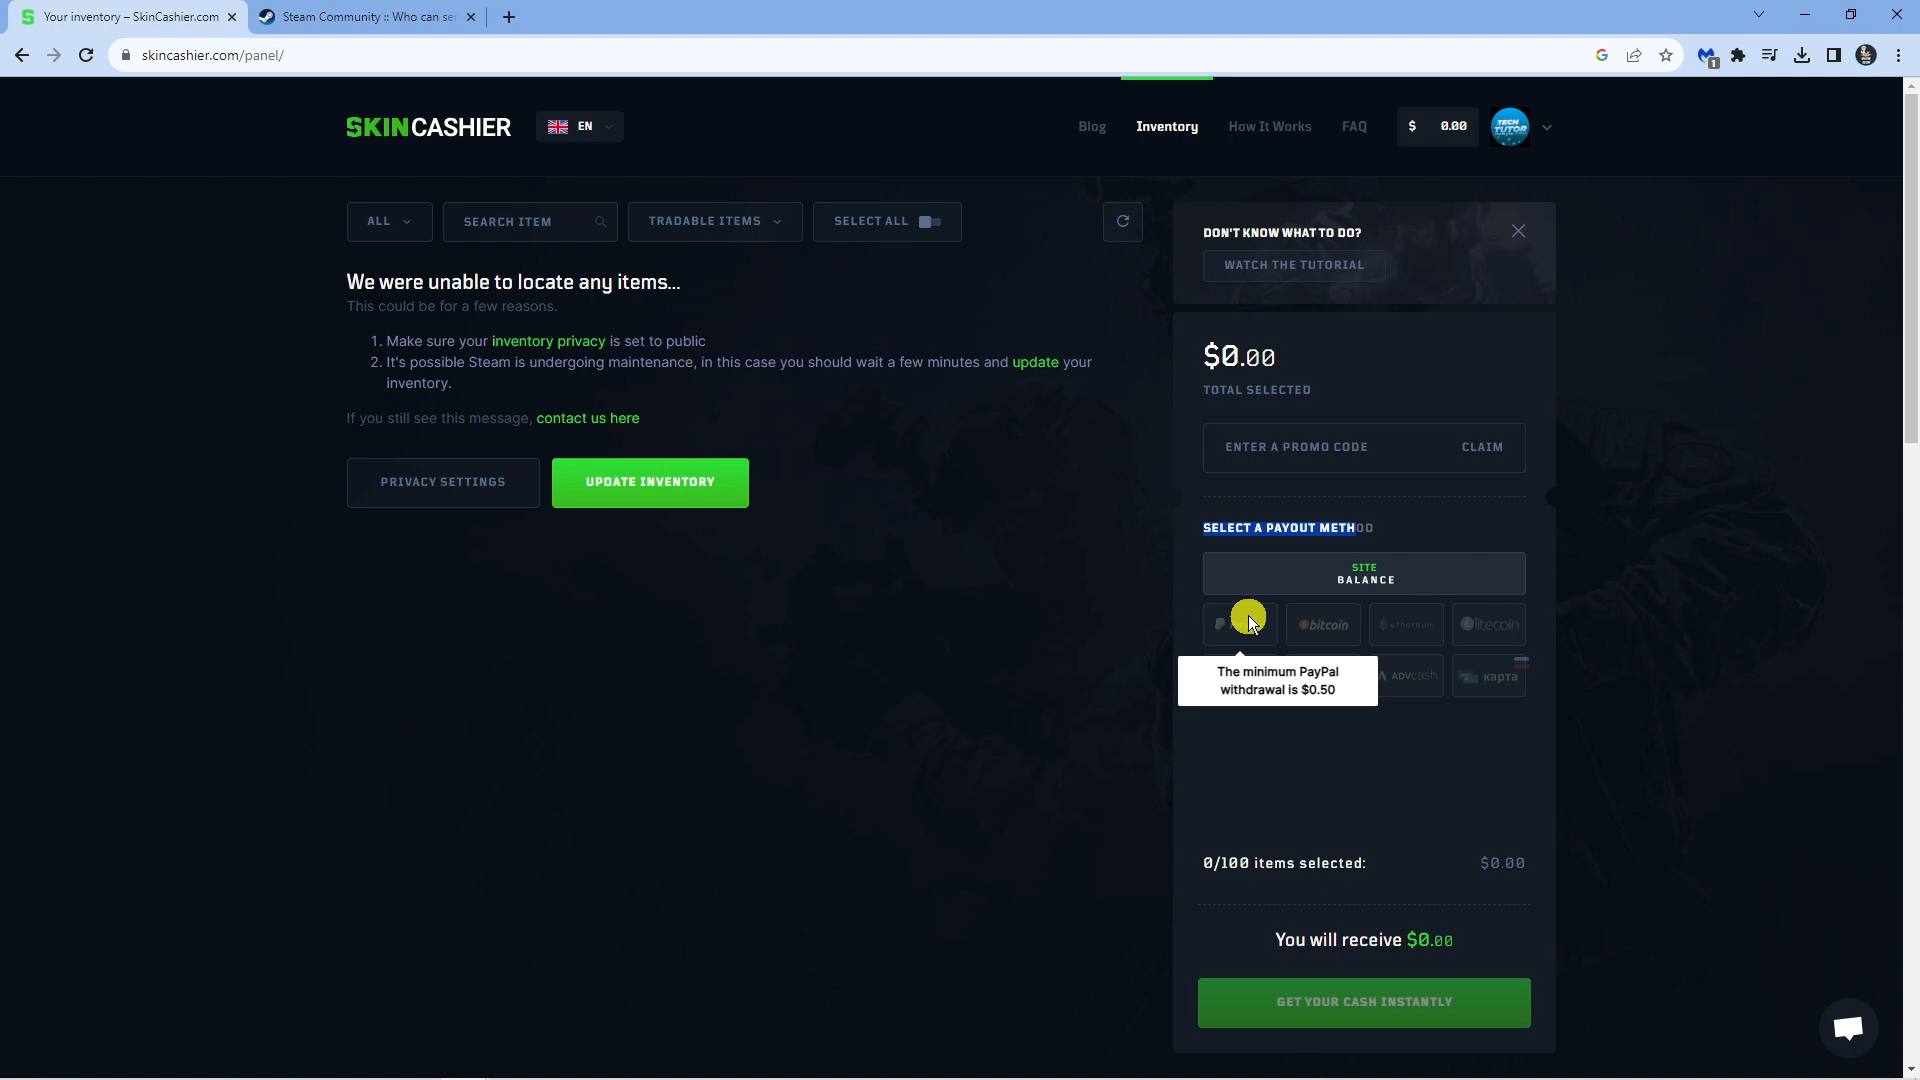 Your inventory – SkinCashier.com
Steam Community :: Who can ser
skincashier.com/panel/
1
SKINCASHIER
EN
Blog
Inventory
How It Works
FAQ
$ 0.00
TECH TUTOR
ALL
SEARCH ITEM
TRADABLE ITEMS
SELECT ALL
DON'T KNOW WHAT TO DO?
WATCH THE TUTORIAL
We were unable to locate any items...
This could be for a few reasons.
1. Make sure your inventory privacy is set to public
2. It's possible Steam is undergoing maintenance, in this case you should wait a few minutes and update your
inventory.
If you still see this message, contact us here
PRIVACY SETTINGS
UPDATE INVENTORY
$0.00
TOTAL SELECTED
ENTER A PROMO CODE
CLAIM
SELECT A PAYOUT METHOD
SITE
BALANCE
bitcoin
ethereum
litecoin
The minimum PayPal
withdrawal is $0.50
ADVcash
карта
0/100 items selected:
$0.00
You will receive $0.00
GET YOUR CASH INSTANTLY